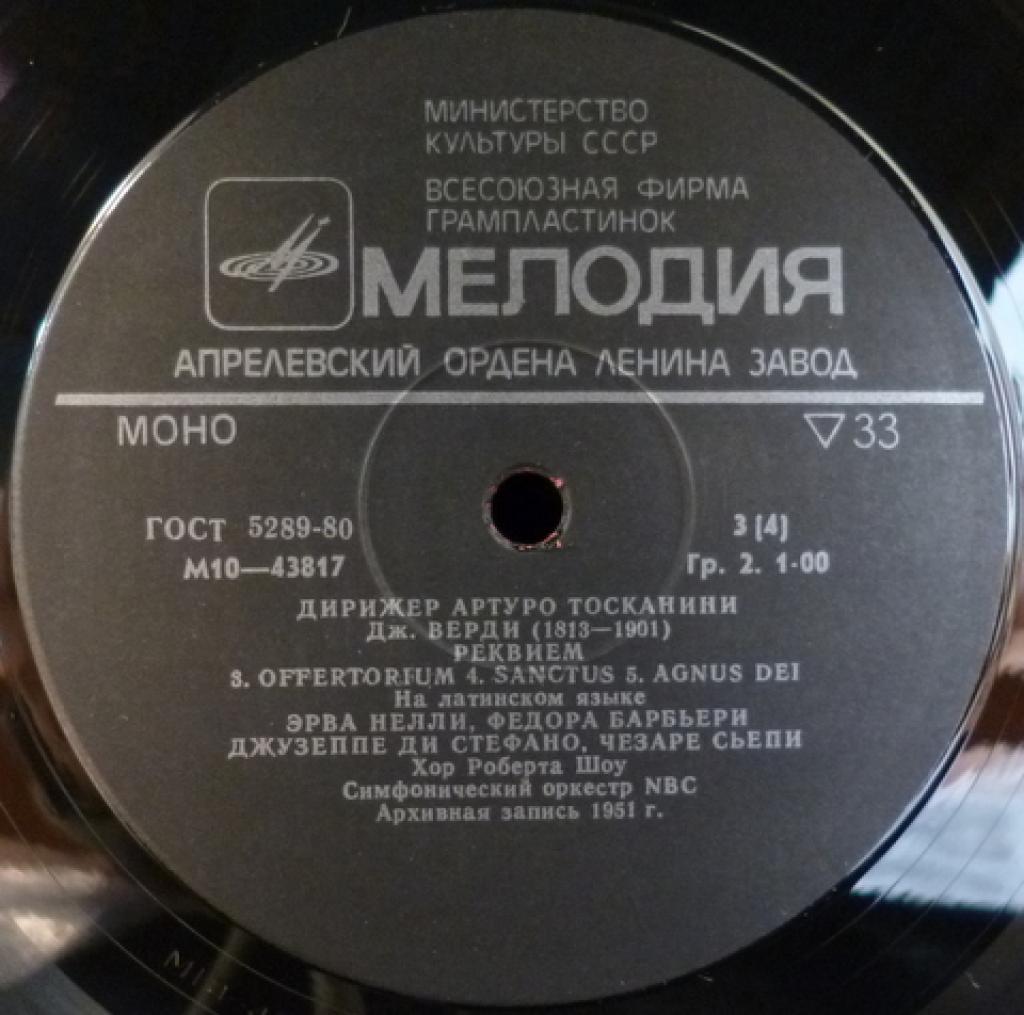 МИНИСТЕРСТВО
КУЛЬТУРЫ СССР
ВСЕСОЮЗНАЯ ФИРМА
ГРАМПЛАСТИНОК
МЕЛОДИЯ
АПРЕЛЕВСКИЙ ОРДЕНА ЛЕНИНА ЗАВОД
МОНО ▽33
ГОСТ 5289-80 3 (4)
М10—43817 Гр. 2. 1-00
ДИРИЖЕР АРТУРО ТОСКАНИНИ
Дж. ВЕРДИ (1813—1901)
РЕКВИЕМ
3. OFFERTORIUM 4. SANCTUS 5. AGNUS DEI
На латинском языке
ЭРВА НЕЛЛИ, ФЕДОРА БАРБЬЕРИ
ДЖУЗЕППЕ ДИ СТЕФАНО, ЧЕЗАРЕ СЬЕПИ
Хор Роберта Шоу
Симфонический оркестр NBC
Архивная запись 1951 г.